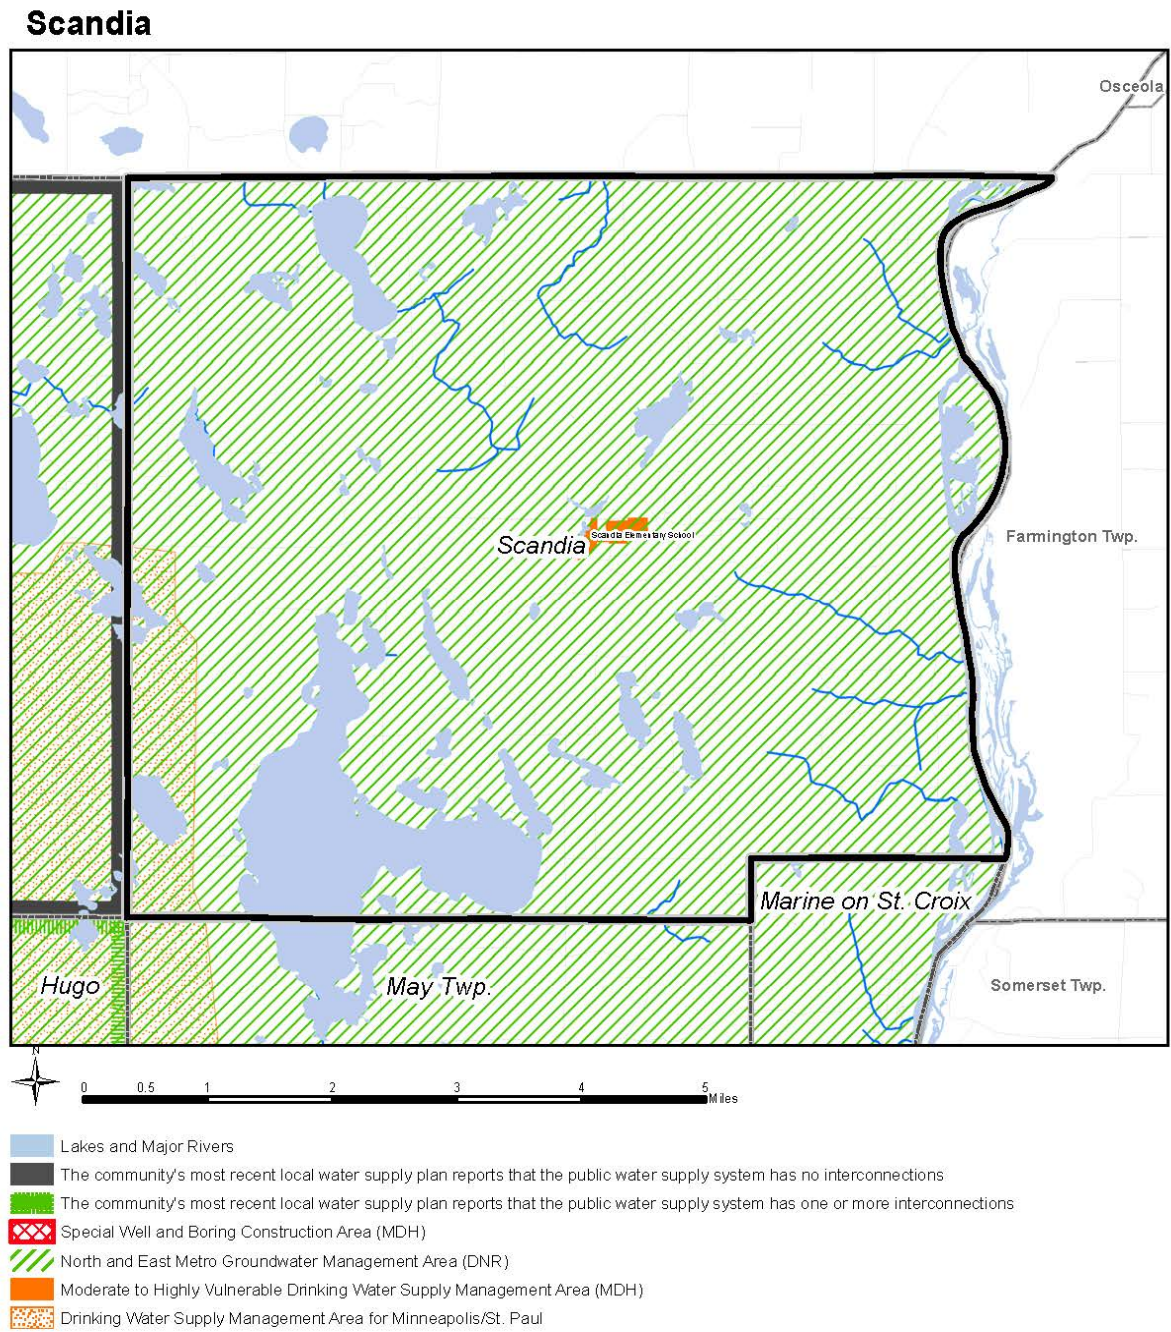 Scandia
Osceola
Scandia Elementary School
Scandia
Farmington Twp.
Marine on St. Croix
Hugo
May Twp.
Somerset Twp.
N
0 0.5 1 2 3 4 5
Miles
Lakes and Major Rivers
The community's most recent local water supply plan reports that the public water supply system has no interconnections
The community's most recent local water supply plan reports that the public water supply system has one or more interconnections
Special Well and Boring Construction Area (MDH)
North and East Metro Groundwater Management Area (DNR)
Moderate to Highly Vulnerable Drinking Water Supply Management Area (MDH)
Drinking Water Supply Management Area for Minneapolis/St. Paul